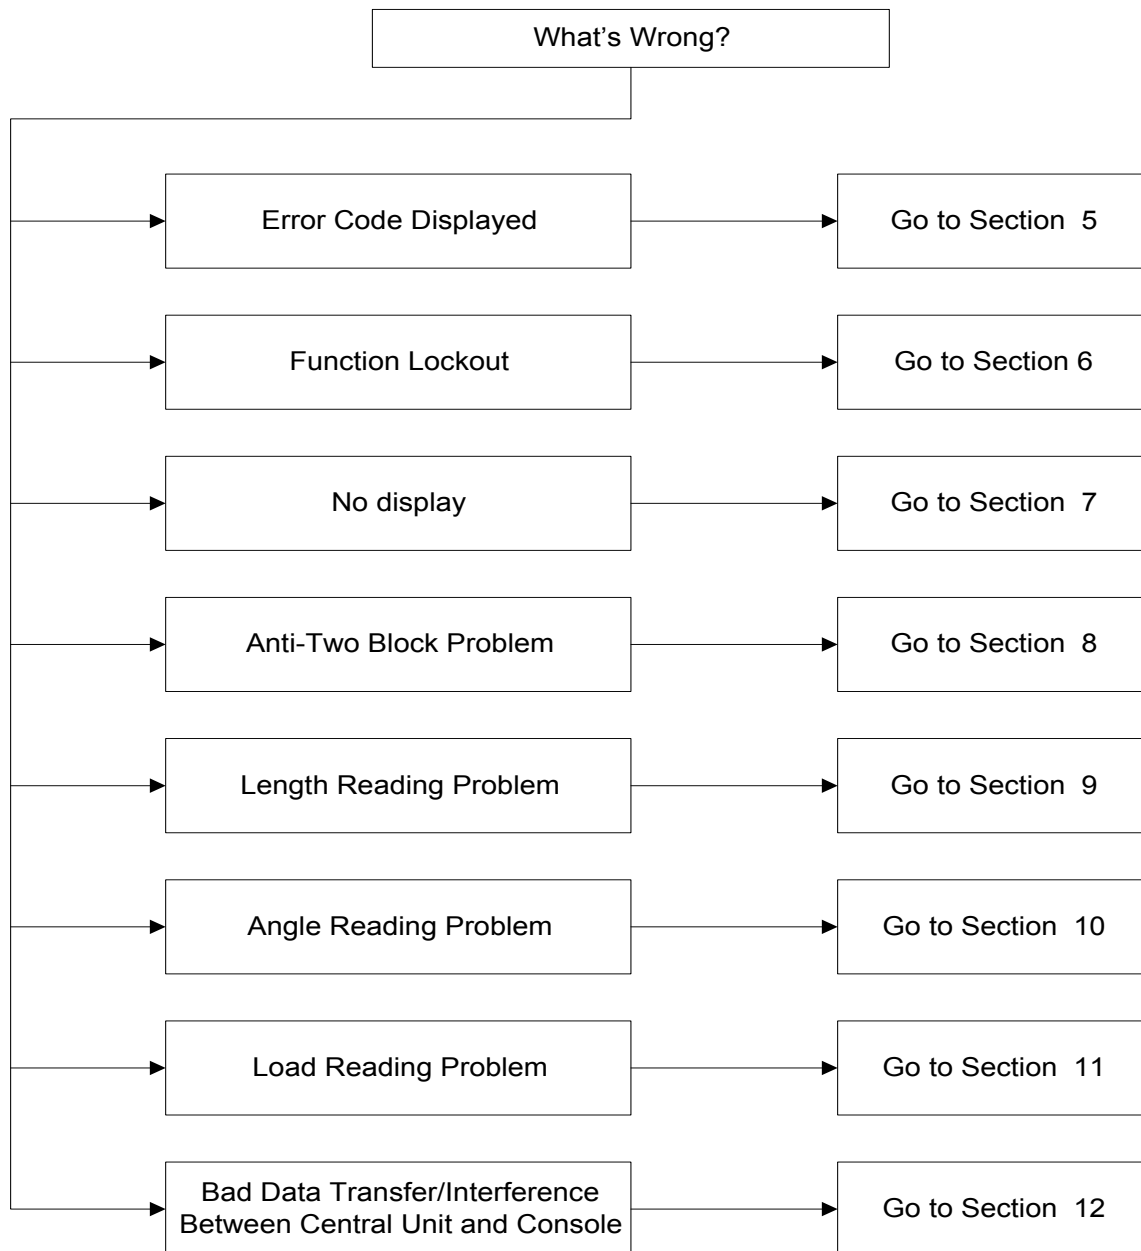 What's Wrong?
Error Code Displayed
Go to Section 5
Function Lockout
Go to Section 6
No display
Go to Section 7
Anti-Two Block Problem
Go to Section 8
Length Reading Problem
Go to Section 9
Angle Reading Problem
Go to Section 10
Load Reading Problem
Go to Section 11
Bad Data Transfer/Interference
Between Central Unit and Console
Go to Section 12